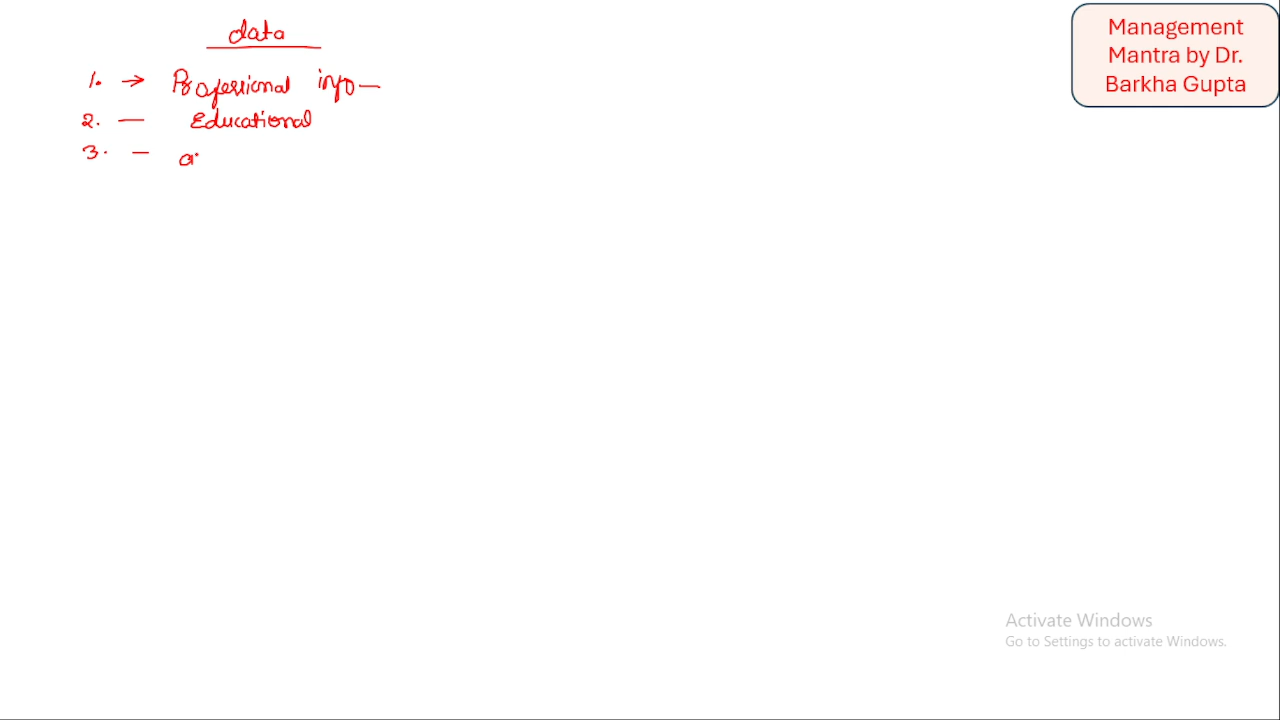 data
1. → Professional info —
2. — Educational
3. —
Management
Mantra by Dr.
Barkha Gupta
Activate Windows
Go to Settings to activate Windows.